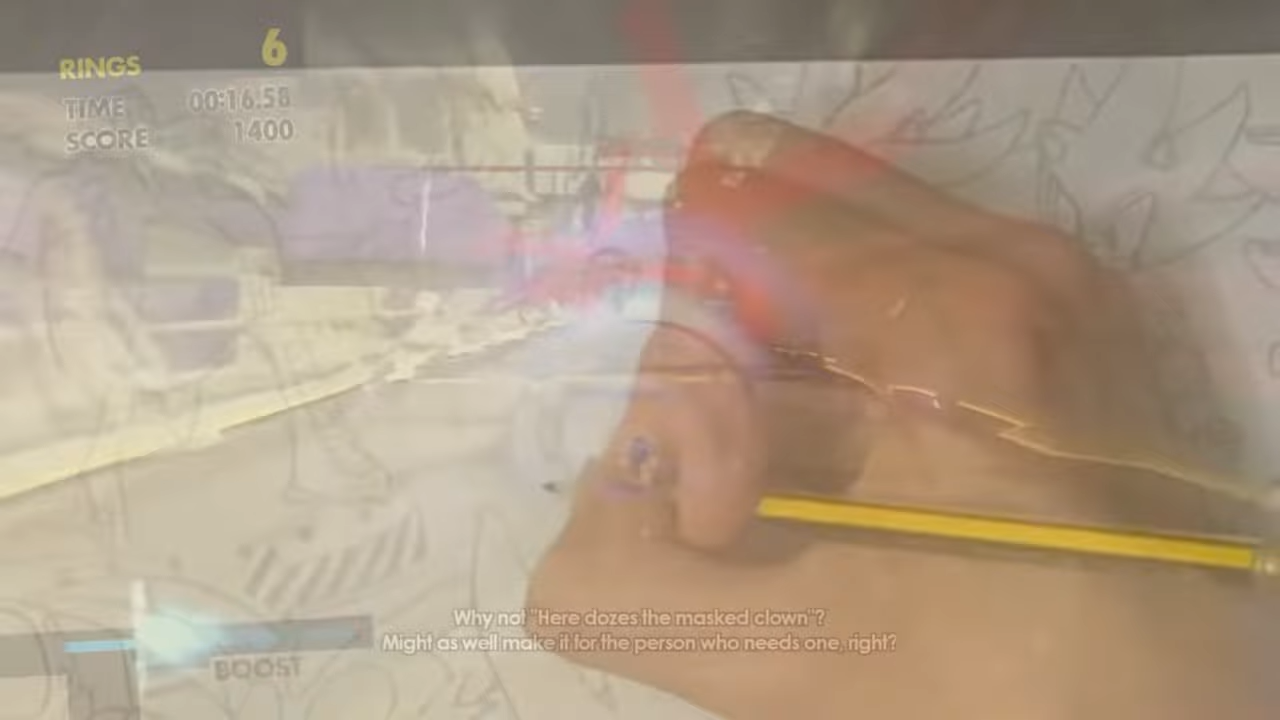 6
RINGS
TIME 00:16.58
SCORE 1400
Why not "Here dozes the masked clown"?
Might as well make it for the person who needs one, right?
BOOST